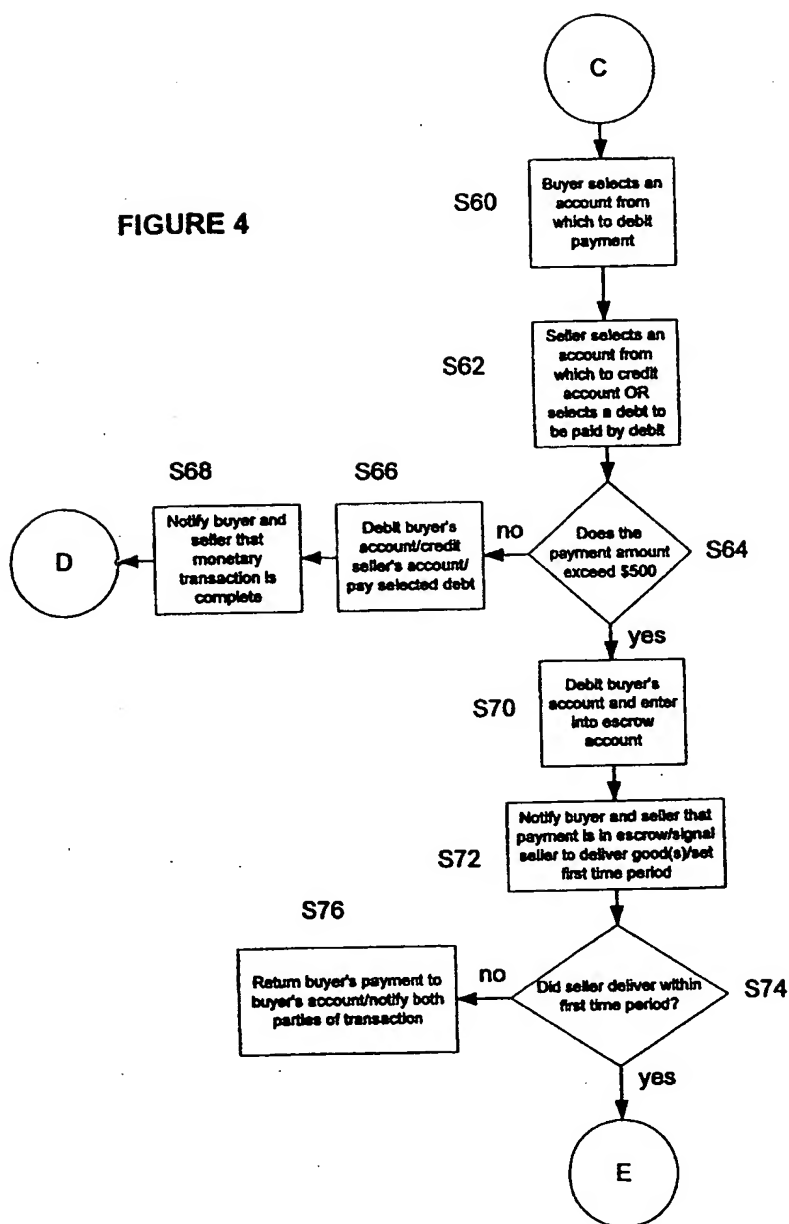 C
FIGURE 4
S60
Buyer selects an
account from
which to debit
payment
S62
Seller selects an
account from
which to credit
account OR
selects a debt to
be paid by debit
S68
S66
Notify buyer and
seller that
monetary
transaction is
complete
Debit buyer's
account/credit
seller's account/
pay selected debt
no
Does the
payment amount
exceed $500
S64
D
yes
S70
Debit buyer's
account and enter
into escrow
account
S72
Notify buyer and seller that
payment is in escrow/signal
seller to deliver good(s)/set
first time period
S76
Return buyer's payment to
buyer's account/notify both
parties of transaction
no
Did seller deliver within
first time period?
S74
yes
E